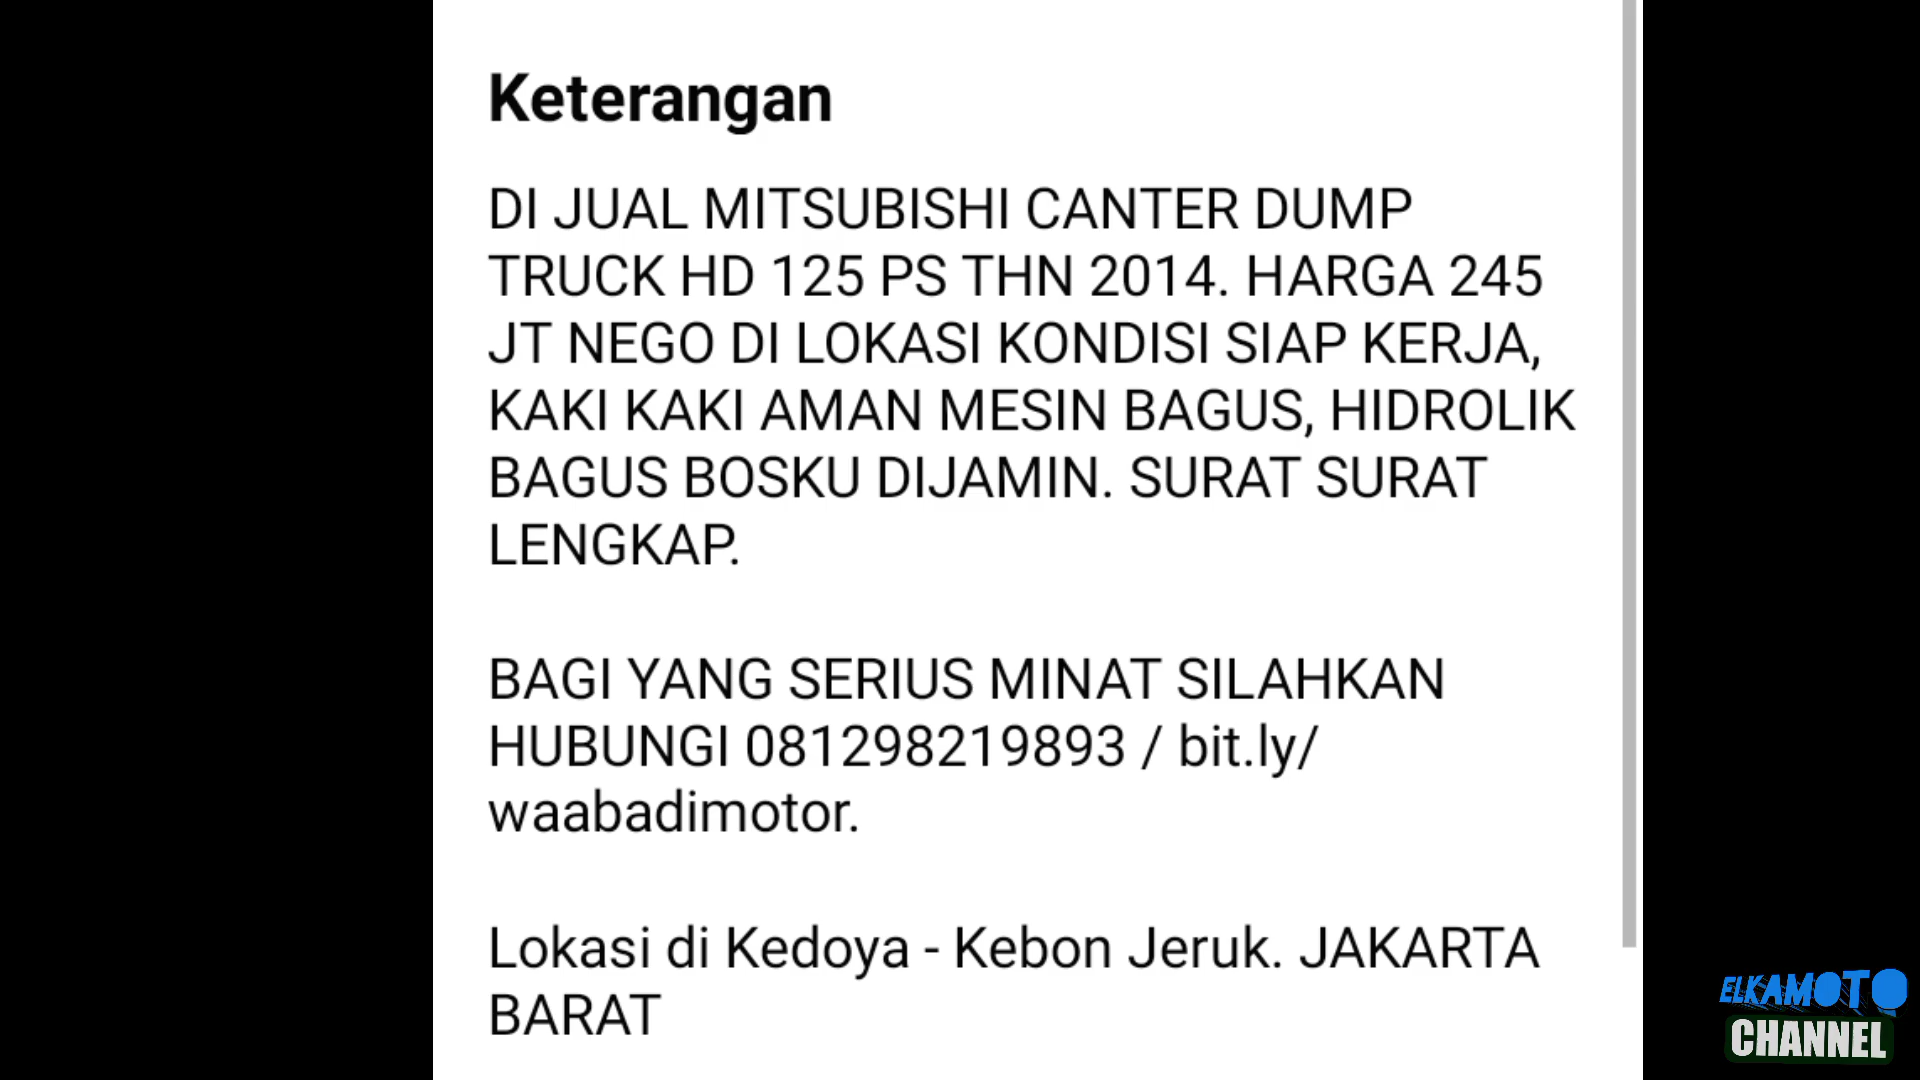 Keterangan
DI JUAL MITSUBISHI CANTER DUMP
TRUCK HD 125 PS THN 2014. HARGA 245
JT NEGO DI LOKASI KONDISI SIAP KERJA,
KAKI KAKI AMAN MESIN BAGUS, HIDROLIK
BAGUS BOSKU DIJAMIN. SURAT SURAT
LENGKAP.
BAGI YANG SERIUS MINAT SILAHKAN
HUBUNGI 081298219893 / bit.ly/
waabadimotor.
Lokasi di Kedoya - Kebon Jeruk. JAKARTA
BARAT
ELKAMOTO
CHANNEL